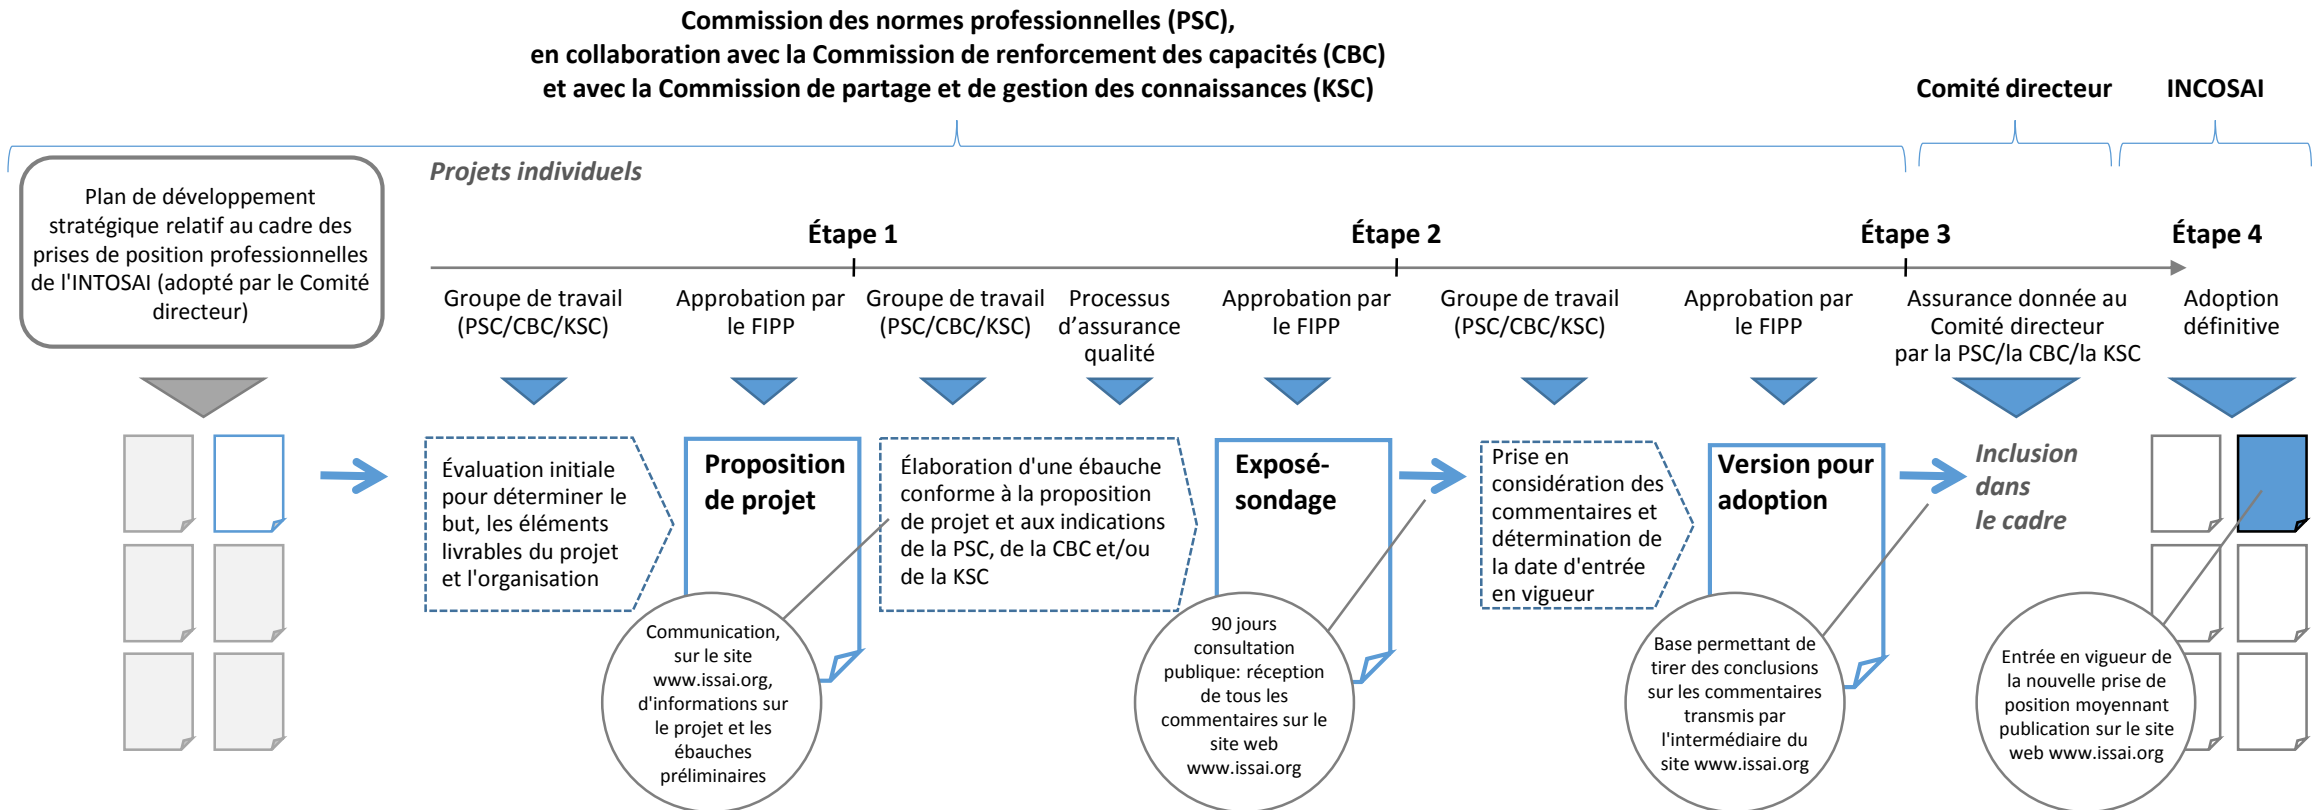 Commission des normes professionnelles (PSC),
en collaboration avec la Commission de renforcement des capacités (CBC)
et avec la Commission de partage et de gestion des connaissances (KSC)
Comité directeur
INCOSAI
Plan de développement
stratégique relatif au cadre des
prises de position professionnelles
de l'INTOSAI (adopté par le Comité
directeur)
Projets individuels
Étape 1
Étape 2
Étape 3
Étape 4
Groupe de travail
(PSC/CBC/KSC)
Approbation par
le FIPP
Groupe de travail
(PSC/CBC/KSC)
Processus
d’assurance
qualité
Approbation par
le FIPP
Groupe de travail
(PSC/CBC/KSC)
Approbation par
le FIPP
Assurance donnée au
Comité directeur
par la PSC/la CBC/la KSC
Adoption
définitive
Évaluation initiale
pour déterminer le
but, les éléments
livrables du projet
et l'organisation
Proposition
de projet
Élaboration d'une ébauche
conforme à la proposition
de projet et aux indications
de la PSC, de la CBC et/ou
de la KSC
Exposé-
sondage
Prise en
considération des
commentaires et
détermination de
la date d'entrée
en vigueur
Version pour
adoption
Inclusion
dans
le cadre
Communication,
sur le site
www.issai.org,
d'informations sur
le projet et les
ébauches
préliminaires
90 jours
consultation
publique: réception
de tous les
commentaires sur le
site web
www.issai.org
Base permettant de
tirer des conclusions
sur les commentaires
transmis par
l'intermédiaire du
site www.issai.org
Entrée en vigueur de
la nouvelle prise de
position moyennant
publication sur le site
web www.issai.org